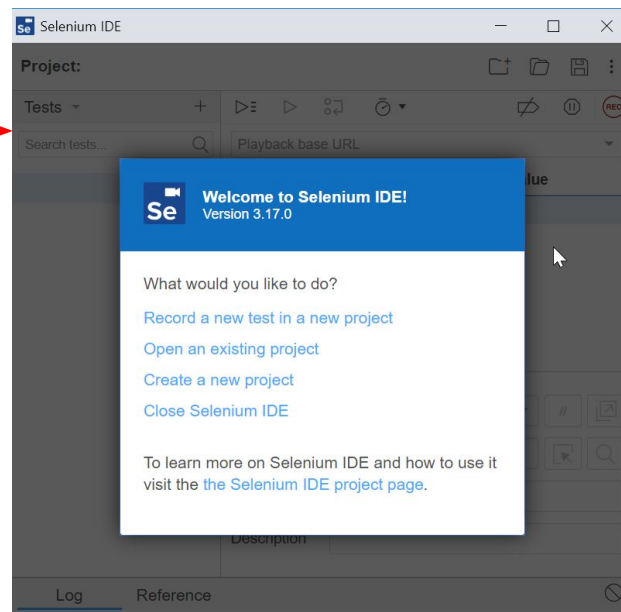 Se Selenium IDE
Project:
Tests
Search tests...
Playback base URL
REC
lue
Se
Welcome to Selenium IDE!
Version 3.17.0
What would you like to do?
Record a new test in a new project
Open an existing project
Create a new project
Close Selenium IDE
To learn more on Selenium IDE and how to use it
visit the the Selenium IDE project page.
Description
Log Reference